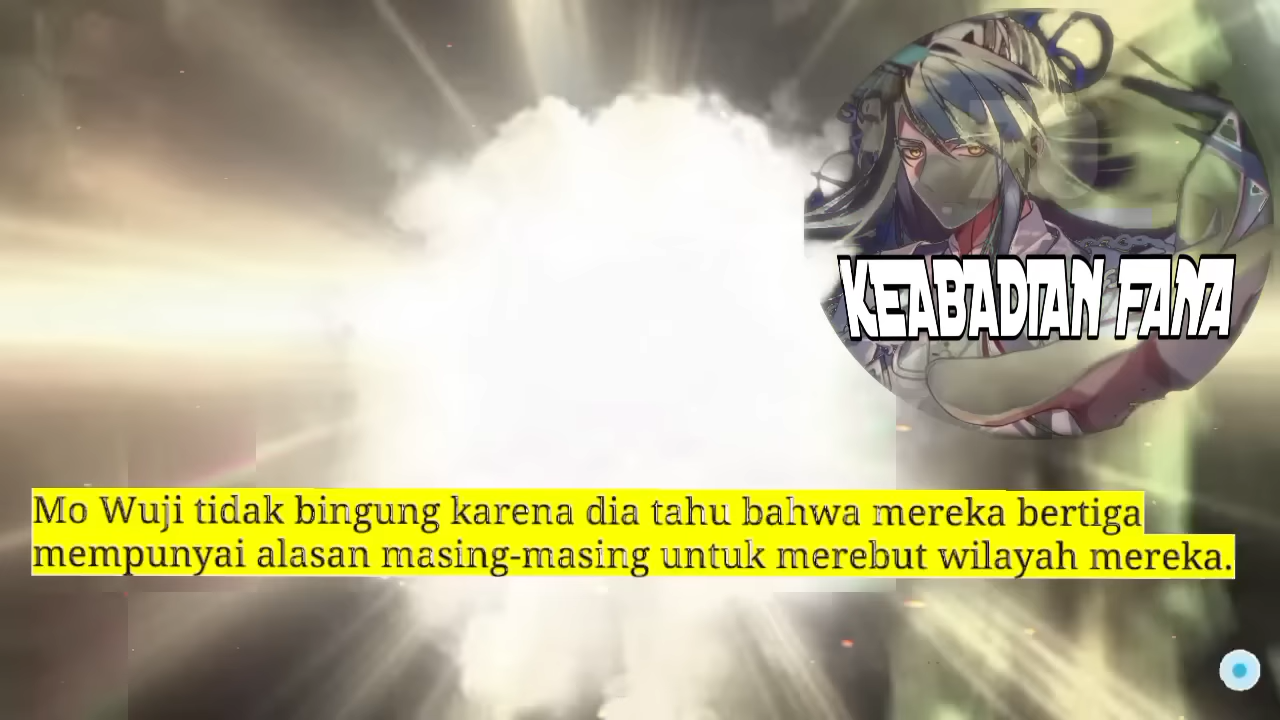 KEABADIAN FANA
Mo Wuji tidak bingung karena dia tahu bahwa mereka bertiga
mempunyai alasan masing-masing untuk merebut wilayah mereka.